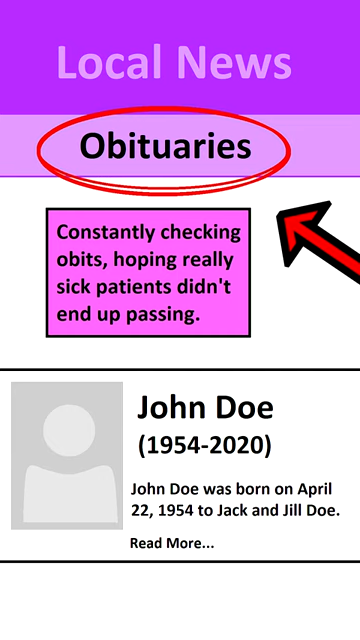 Local News
Obituaries
Constantly checking
obits, hoping really
sick patients didn't
end up passing.
John Doe
(1954-2020)
John Doe was born on April
22, 1954 to Jack and Jill Doe.
Read More...